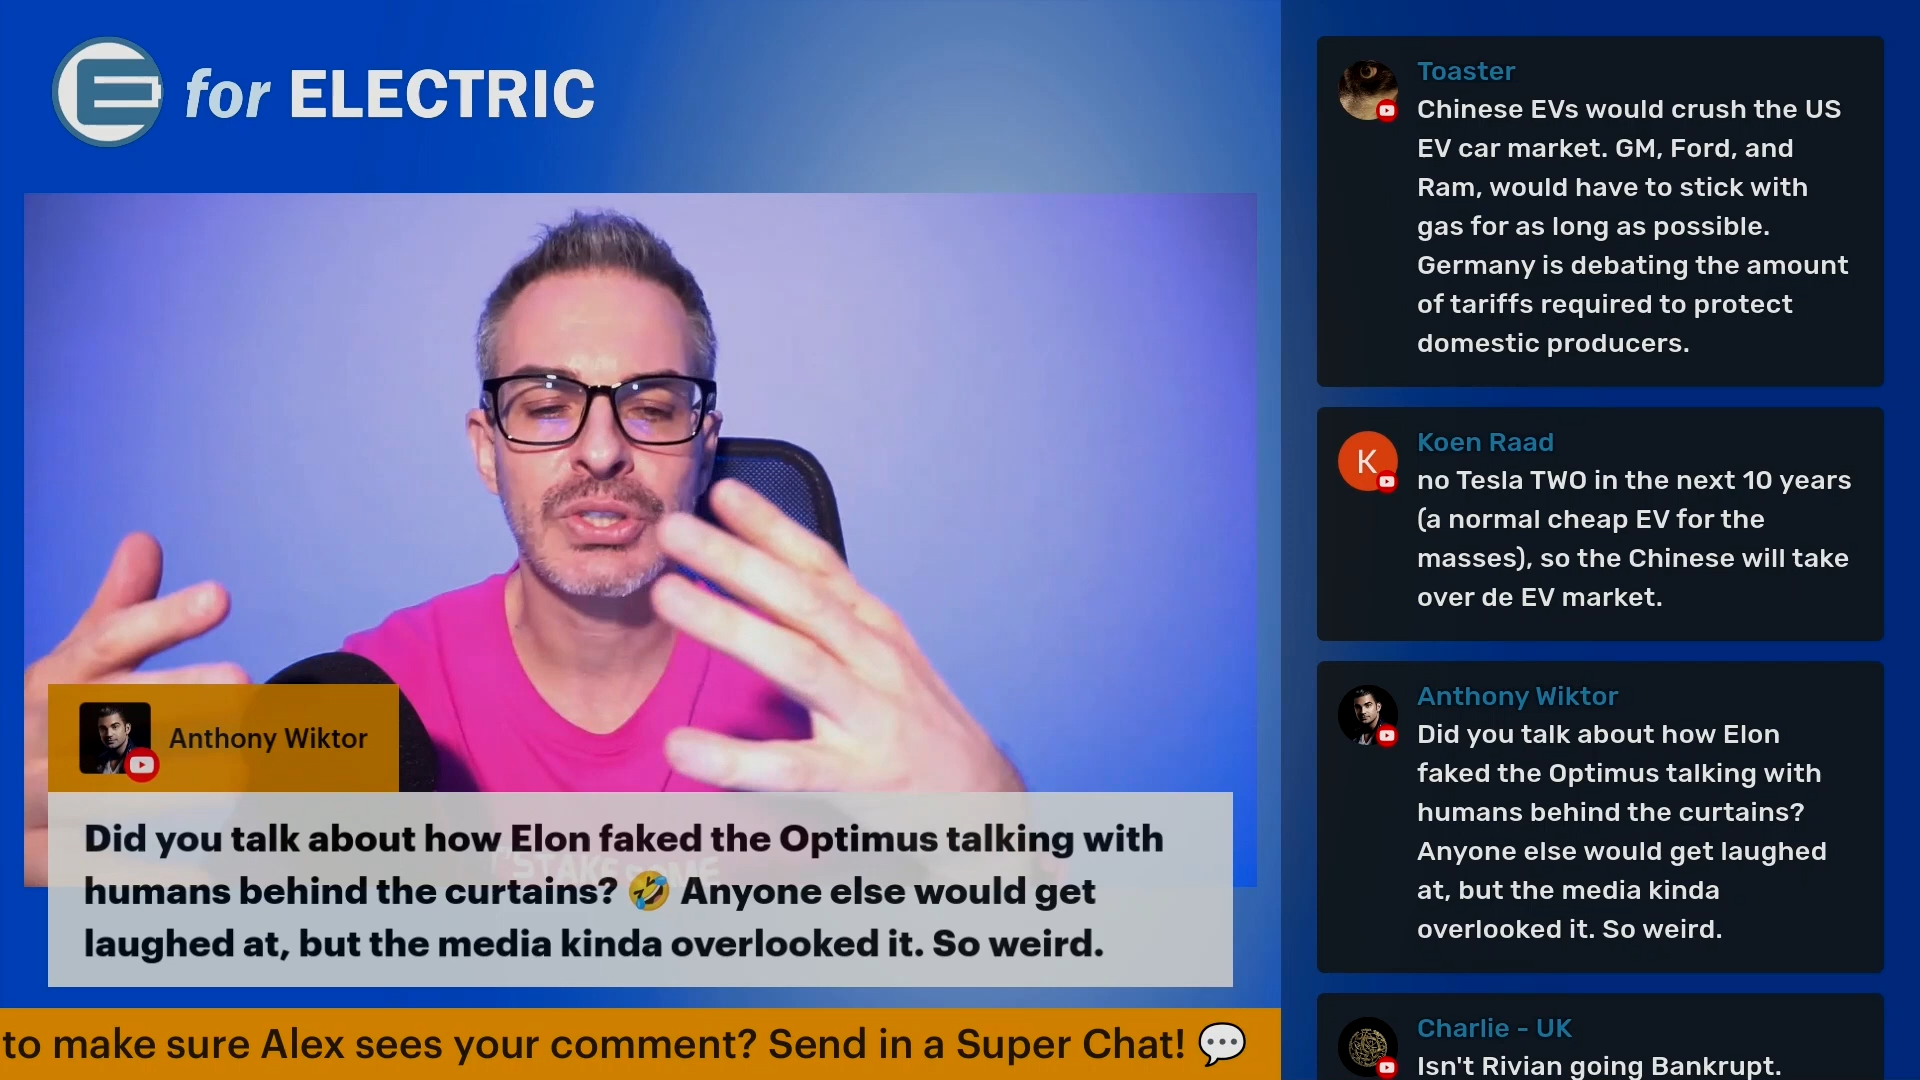 for ELECTRIC
Anthony Wiktor
Did you talk about how Elon faked the Optimus talking with
humans behind the curtains? 🤣 Anyone else would get
laughed at, but the media kinda overlooked it. So weird.
to make sure Alex sees your comment? Send in a Super Chat! 💬
Toaster
Chinese EVs would crush the US
EV car market. GM, Ford, and
Ram, would have to stick with
gas for as long as possible.
Germany is debating the amount
of tariffs required to protect
domestic producers.
K
Koen Raad
no Tesla TWO in the next 10 years
(a normal cheap EV for the
masses), so the Chinese will take
over de EV market.
Anthony Wiktor
Did you talk about how Elon
faked the Optimus talking with
humans behind the curtains?
Anyone else would get laughed
at, but the media kinda
overlooked it. So weird.
Charlie - UK
Isn't Rivian going Bankrupt.